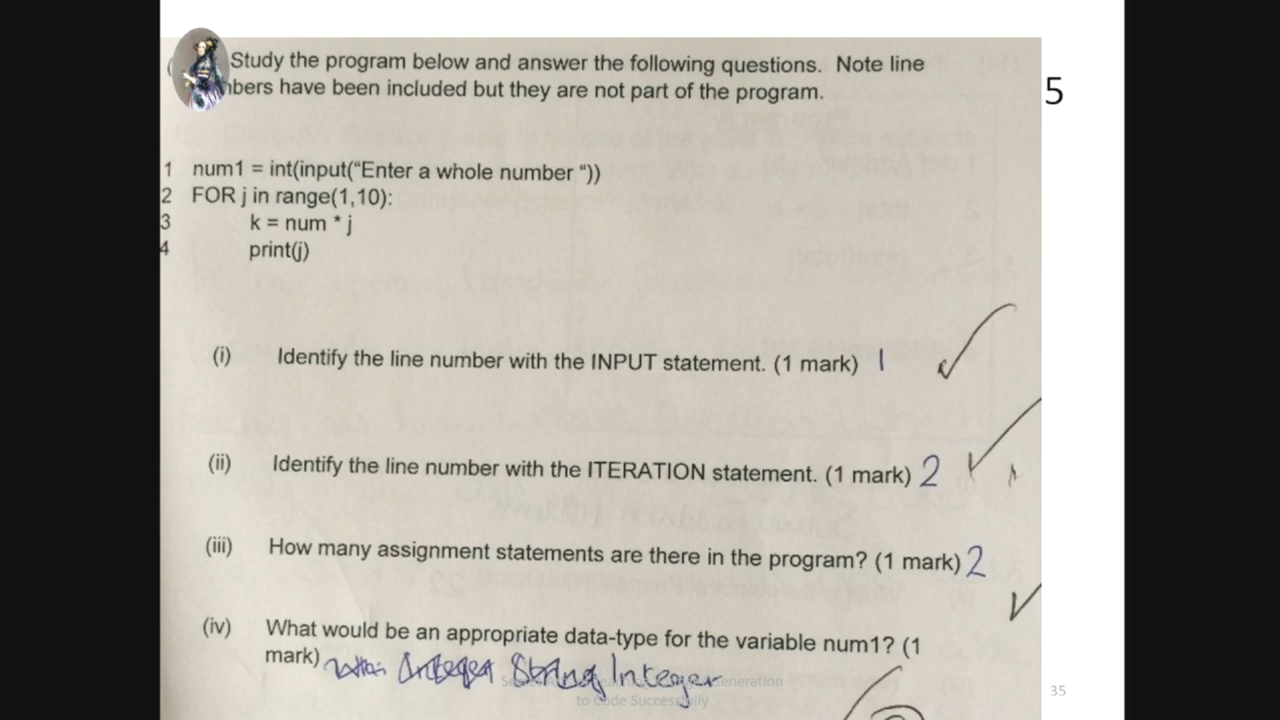 Study the program below and answer the following questions. Note line
bers have been included but they are not part of the program.
5
1 num1 = int(input(“Enter a whole number “))
2 FOR j in range(1,10):
3 k = num * j
4 print(j)
(i) Identify the line number with the INPUT statement. (1 mark) 1
(ii) Identify the line number with the ITERATION statement. (1 mark) 2
(iii) How many assignment statements are there in the program? (1 mark) 2
(iv) What would be an appropriate data-type for the variable num1? (1
mark) Integer String Integer
Generation
to Code Successfully
35